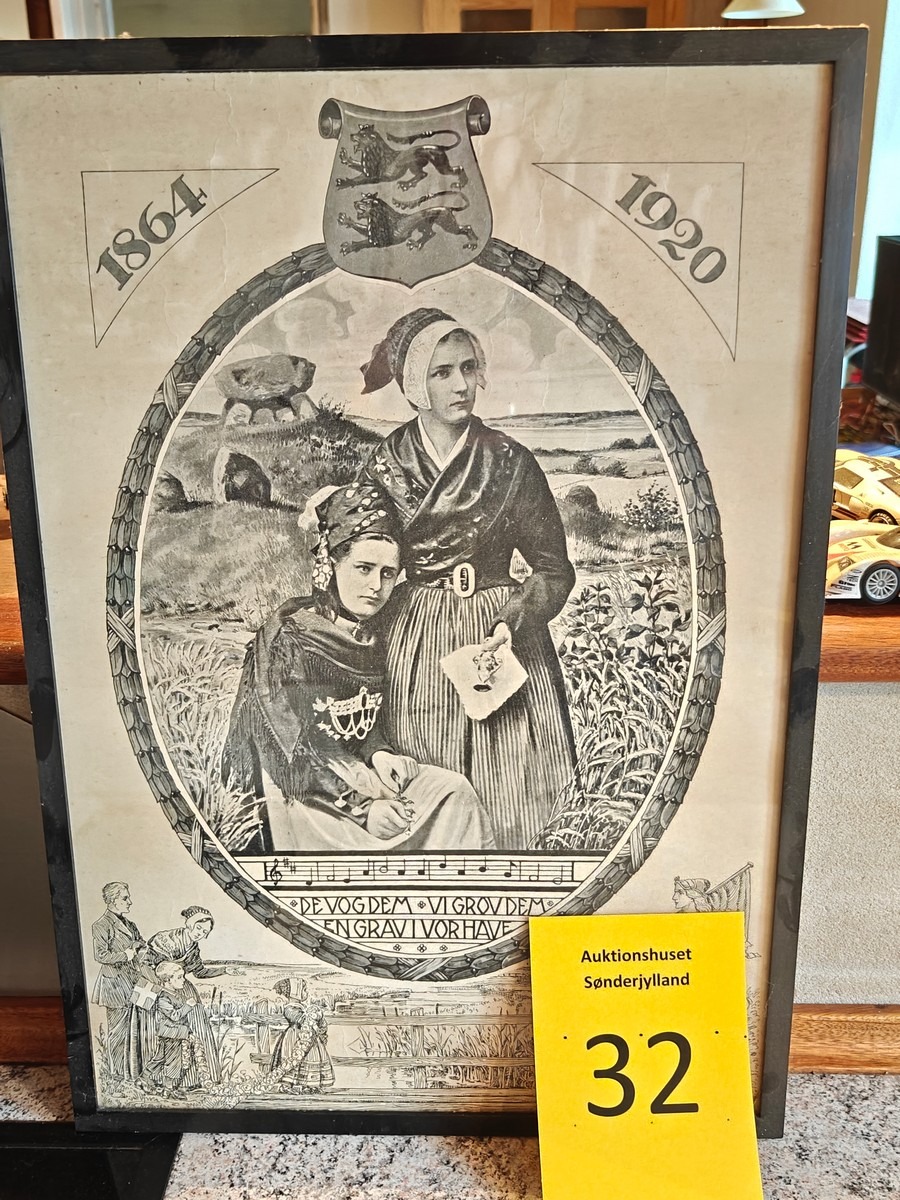 1864
1920
DE VOG DEM · VI GROV DEM
EN GRAV I VOR HAVE
Auktionshuset
Sønderjylland
32